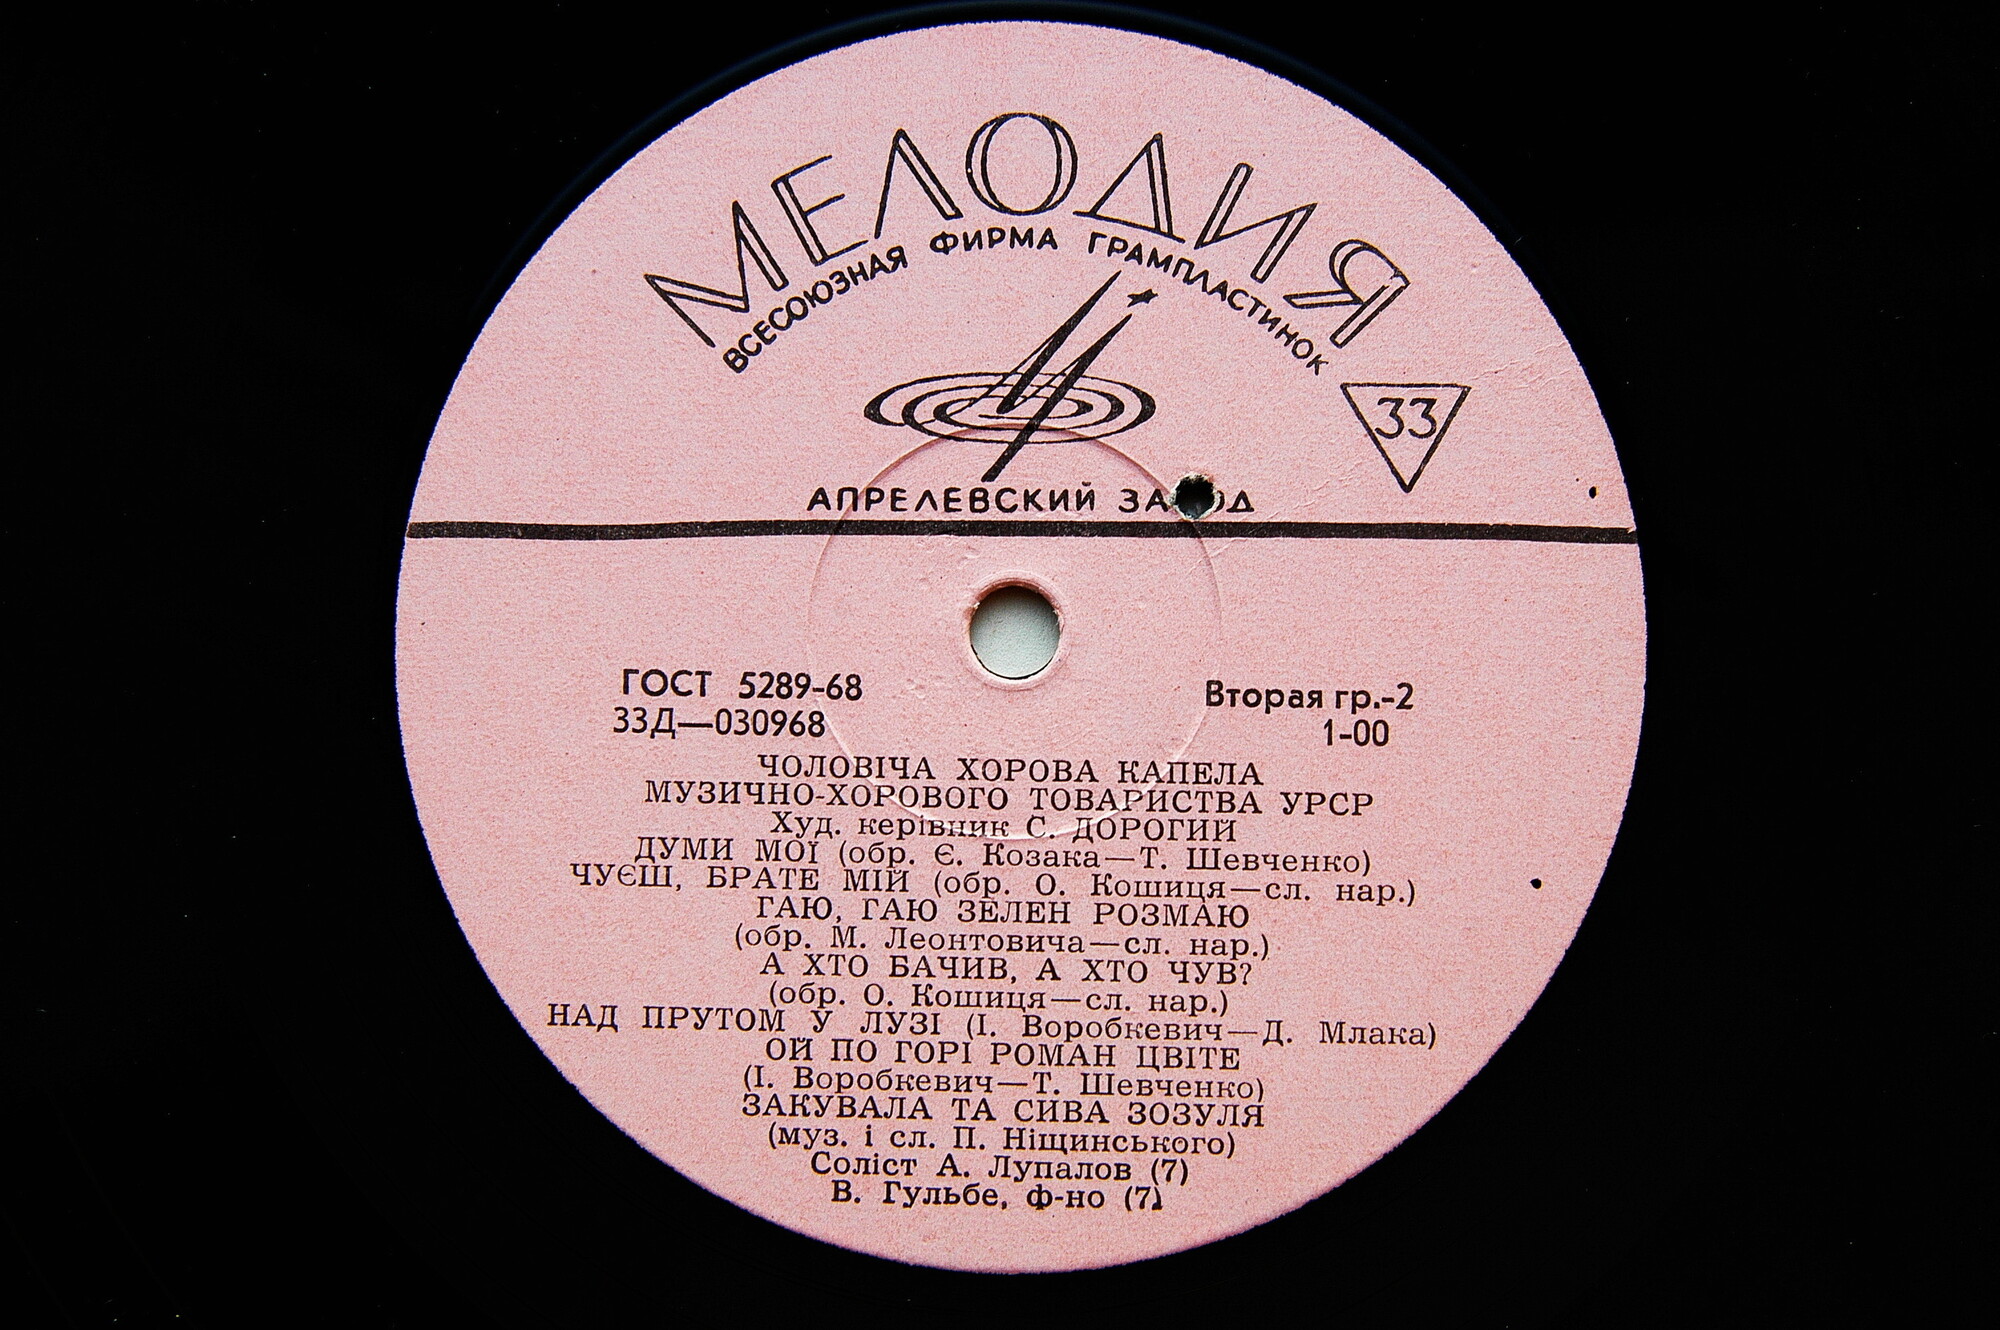 МЕЛОДИЯ
ВСЕСОЮЗНАЯ ФИРМА ГРАМПЛАСТИНОК
33
АПРЕЛЕВСКИЙ
ГОСТ 5289-68
Вторая гр.-2
33Д—030968
1-00
ЧОЛОВІЧА ХОРОВА КАПЕЛА
МУЗИЧНО-ХОРОВОГО ТОВАРИСТВА УРСР
Худ. керівник С. ДОРОГИЙ
ДУМИ МОЇ (обр. Є. Козака—Т. Шевченко)
ЧУЄШ, БРАТЕ МІЙ (обр. О. Кошиця—сл. нар.)
ГАЮ, ГАЮ ЗЕЛЕН РОЗМАЮ
(обр. М. Леонтовича—сл. нар.)
А ХТО БАЧИВ, А ХТО ЧУВ?
(обр. О. Кошиця—сл. нар.)
НАД ПРУТОМ У ЛУЗІ (І. Воробкевич—Д. Млака)
ОЙ ПО ГОРІ РОМАН ЦВІТЕ
(І. Воробкевич—Т. Шевченко)
ЗАКУВАЛА ТА СИВА ЗОЗУЛЯ
(муз. і сл. П. Ніщинського)
Соліст А. Лупалов (7)
В. Гульбе, ф-но (7)